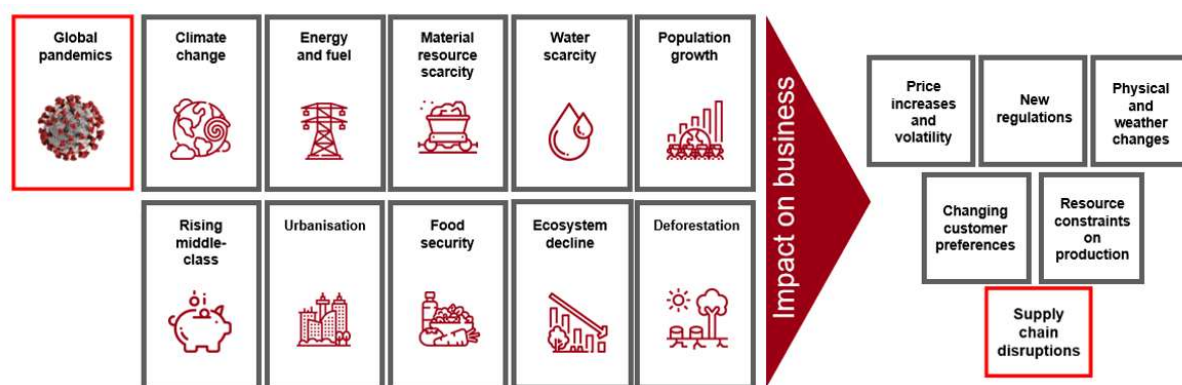 Global
pandemics
Climate
change
Energy
and fuel
Material
resource
scarcity
Water
scarcity
Population
growth
Rising
middle-
class
Urbanisation
Food
security
Ecosystem
decline
Deforestation
Impact on business
Price
increases and
volatility
New
regulations
Physical
and
weather
changes
Changing
customer
preferences
Resource
constraints
on
production
Supply
chain
disruptions